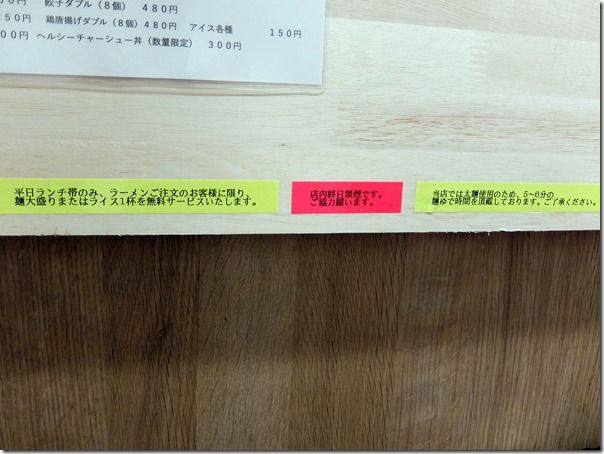 餃子ダブル（8個） 480円
250円 鶏唐揚げダブル（8個）480円 アイス各種 150円
ヘルシーチャーシュー丼（数量限定） 300円
平日ランチ帯のみ、ラーメンご注文のお客様に限り、
麺大盛りまたはライス1杯を無料サービスいたします。
店内終日禁煙です。
ご協力願います。
当店では太麺使用のため、5～6分の
麺ゆで時間を頂戴しております。ご了承ください。